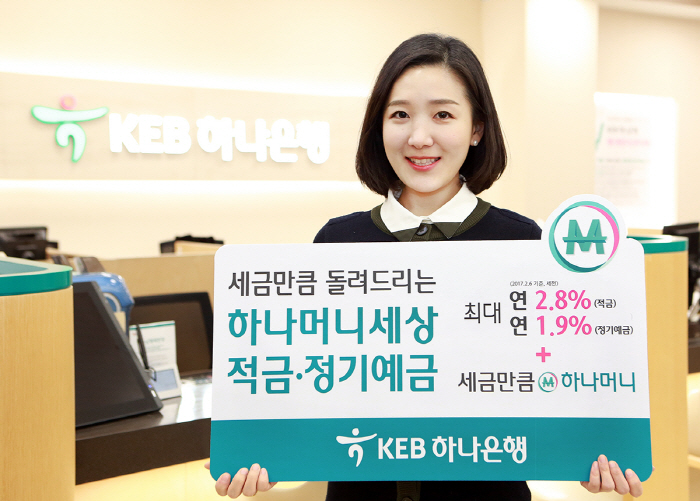 KEB 하나은행
세금만큼 돌려드리는
하나머니세상
적금·정기예금
(2017.2.6 기준, 세전)
최대 연 2.8% (적금)
연 1.9% (정기예금)
+
세금만큼 M 하나머니
M
KEB 하나은행